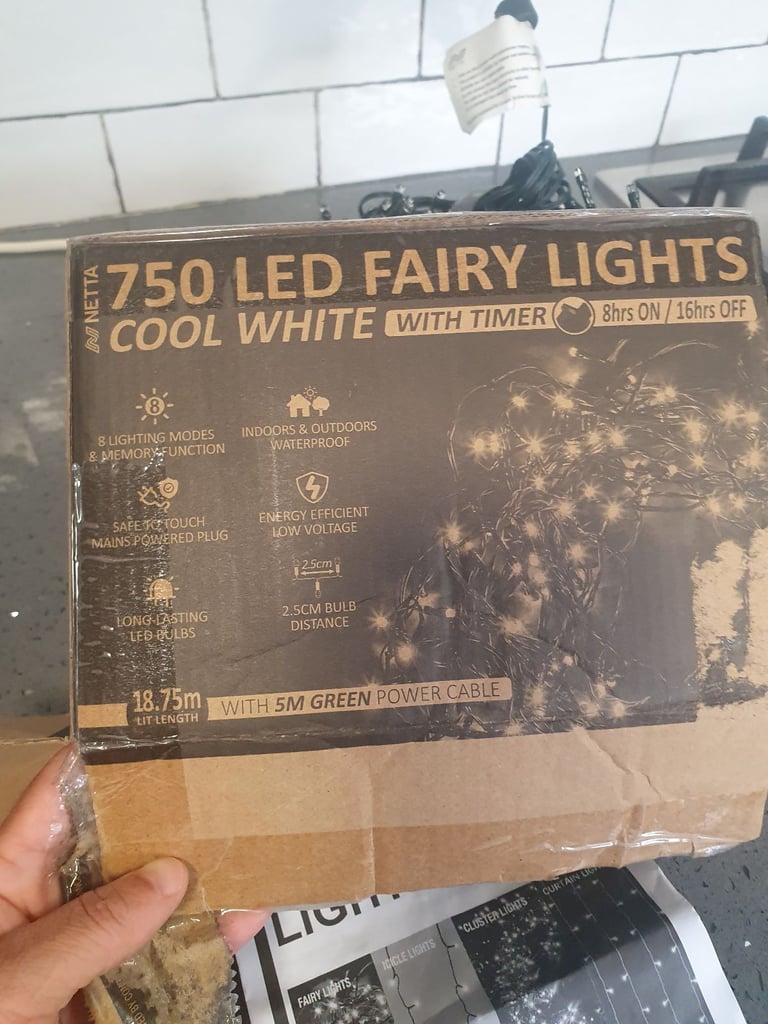 NETTA
750 LED FAIRY LIGHTS
COOL WHITE WITH TIMER 8hrs ON / 16hrs OFF
8
8 LIGHTING MODES
& MEMORY FUNCTION
INDOORS & OUTDOORS
WATERPROOF
SAFE TO TOUCH
MAINS POWERED PLUG
ENERGY EFFICIENT
LOW VOLTAGE
LONG-LASTING
LED BULBS
2.5cm
2.5CM BULB
DISTANCE
18.75m
LIT LENGTH
WITH 5M GREEN POWER CABLE
FAIRY LIGHTS
ICICLE LIGHTS
CLUSTER LIGHTS
CURTAIN